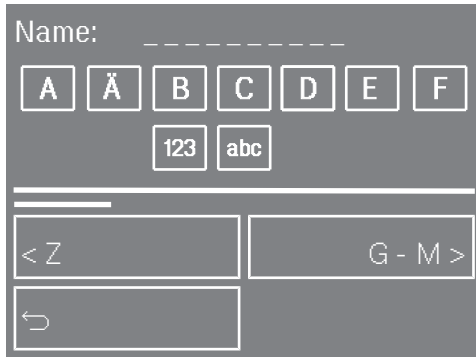 Name: _ _ _ _ _ _ _ _ _ _
A Ä B C D E F
123 abc
< Z G - M >